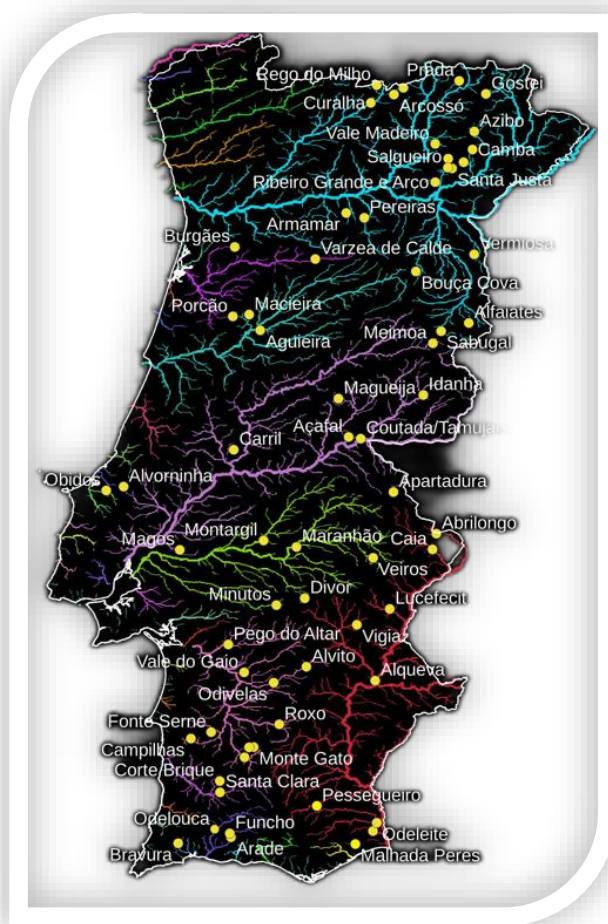 Prada
Rego do Milho
Gostei
Curalha
Arcossó
Azibo
Vale Madeiro
Camba
Salgueiro
Santa Justa
Ribeiro Grande e Arco
Pereiras
Armamar
Burgães
Vermiosa
Varzea de Calde
Bouça Cova
Macieira
Porcão
Alfaiates
Meimoa
Aguieira
Sabugal
Idanha
Magueija
Açafal
Coutada/Tamujais
Carril
Óbidos
Alvorninha
Apartadura
Abrilongo
Montargil
Maranhão
Caia
Magos
Veiros
Divor
Minutos
Lucefecit
Pego do Altar
Vigia
Alvito
Vale do Gaio
Alqueva
Odivelas
Roxo
Fonte Serne
Campilhas
Monte Gato
Corte Brique
Santa Clara
Pessegueiro
Odelouca
Funcho
Odeleite
Arade
Bravura
Malhada Peres